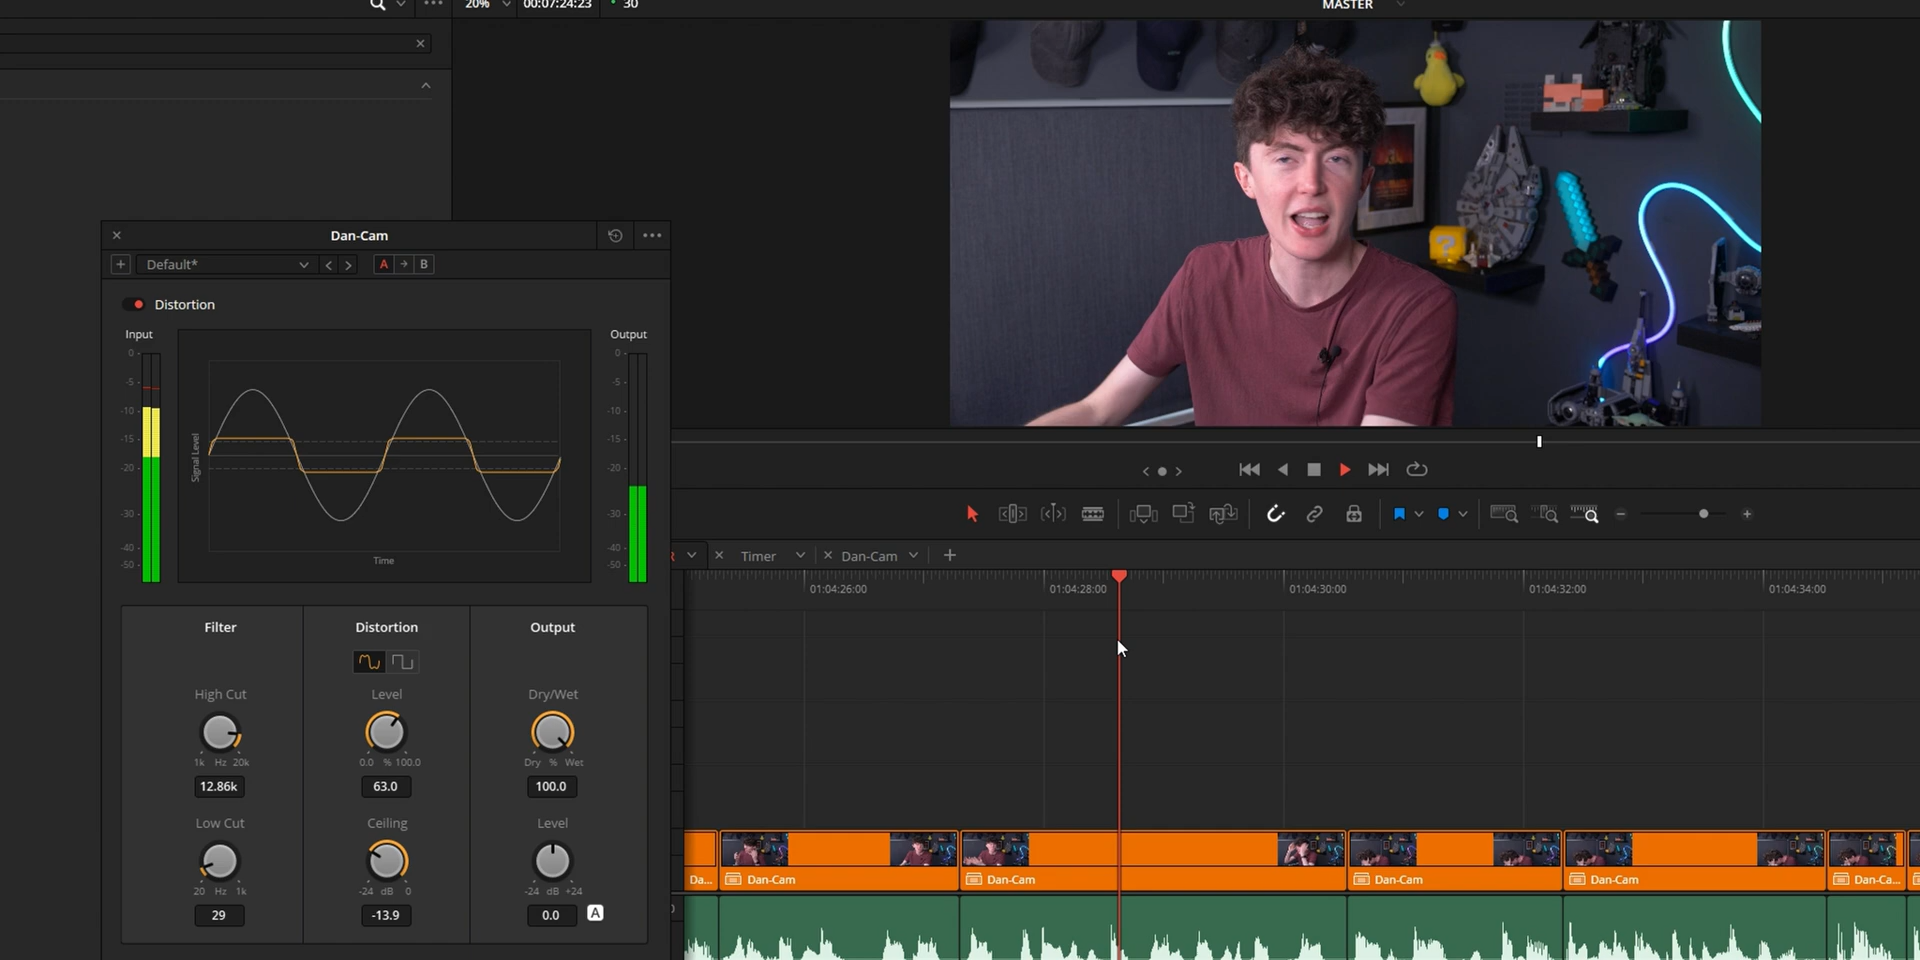 20%
00:07:24:23
30
MASTER
Dan-Cam
Default*
A
B
Distortion
Input
Output
0
-5
-10
-15
-20
-30
-40
-50
Signal Level
Time
0
-5
-10
-15
-20
-30
-40
-50
Filter
Distortion
Output
High Cut
Level
Dry/Wet
1k Hz 20k
0.0 % 100.0
Dry % Wet
12.86k
63.0
100.0
Low Cut
Ceiling
Level
20 Hz 1k
-24 dB 0
-24 dB +24
29
-13.9
0.0
A
R
Timer
Dan-Cam
01:04:26:00
01:04:28:00
01:04:30:00
01:04:32:00
01:04:34:00
Da...
Dan-Cam
Dan-Cam
Dan-Cam
Dan-Cam
Dan-Ca...
?